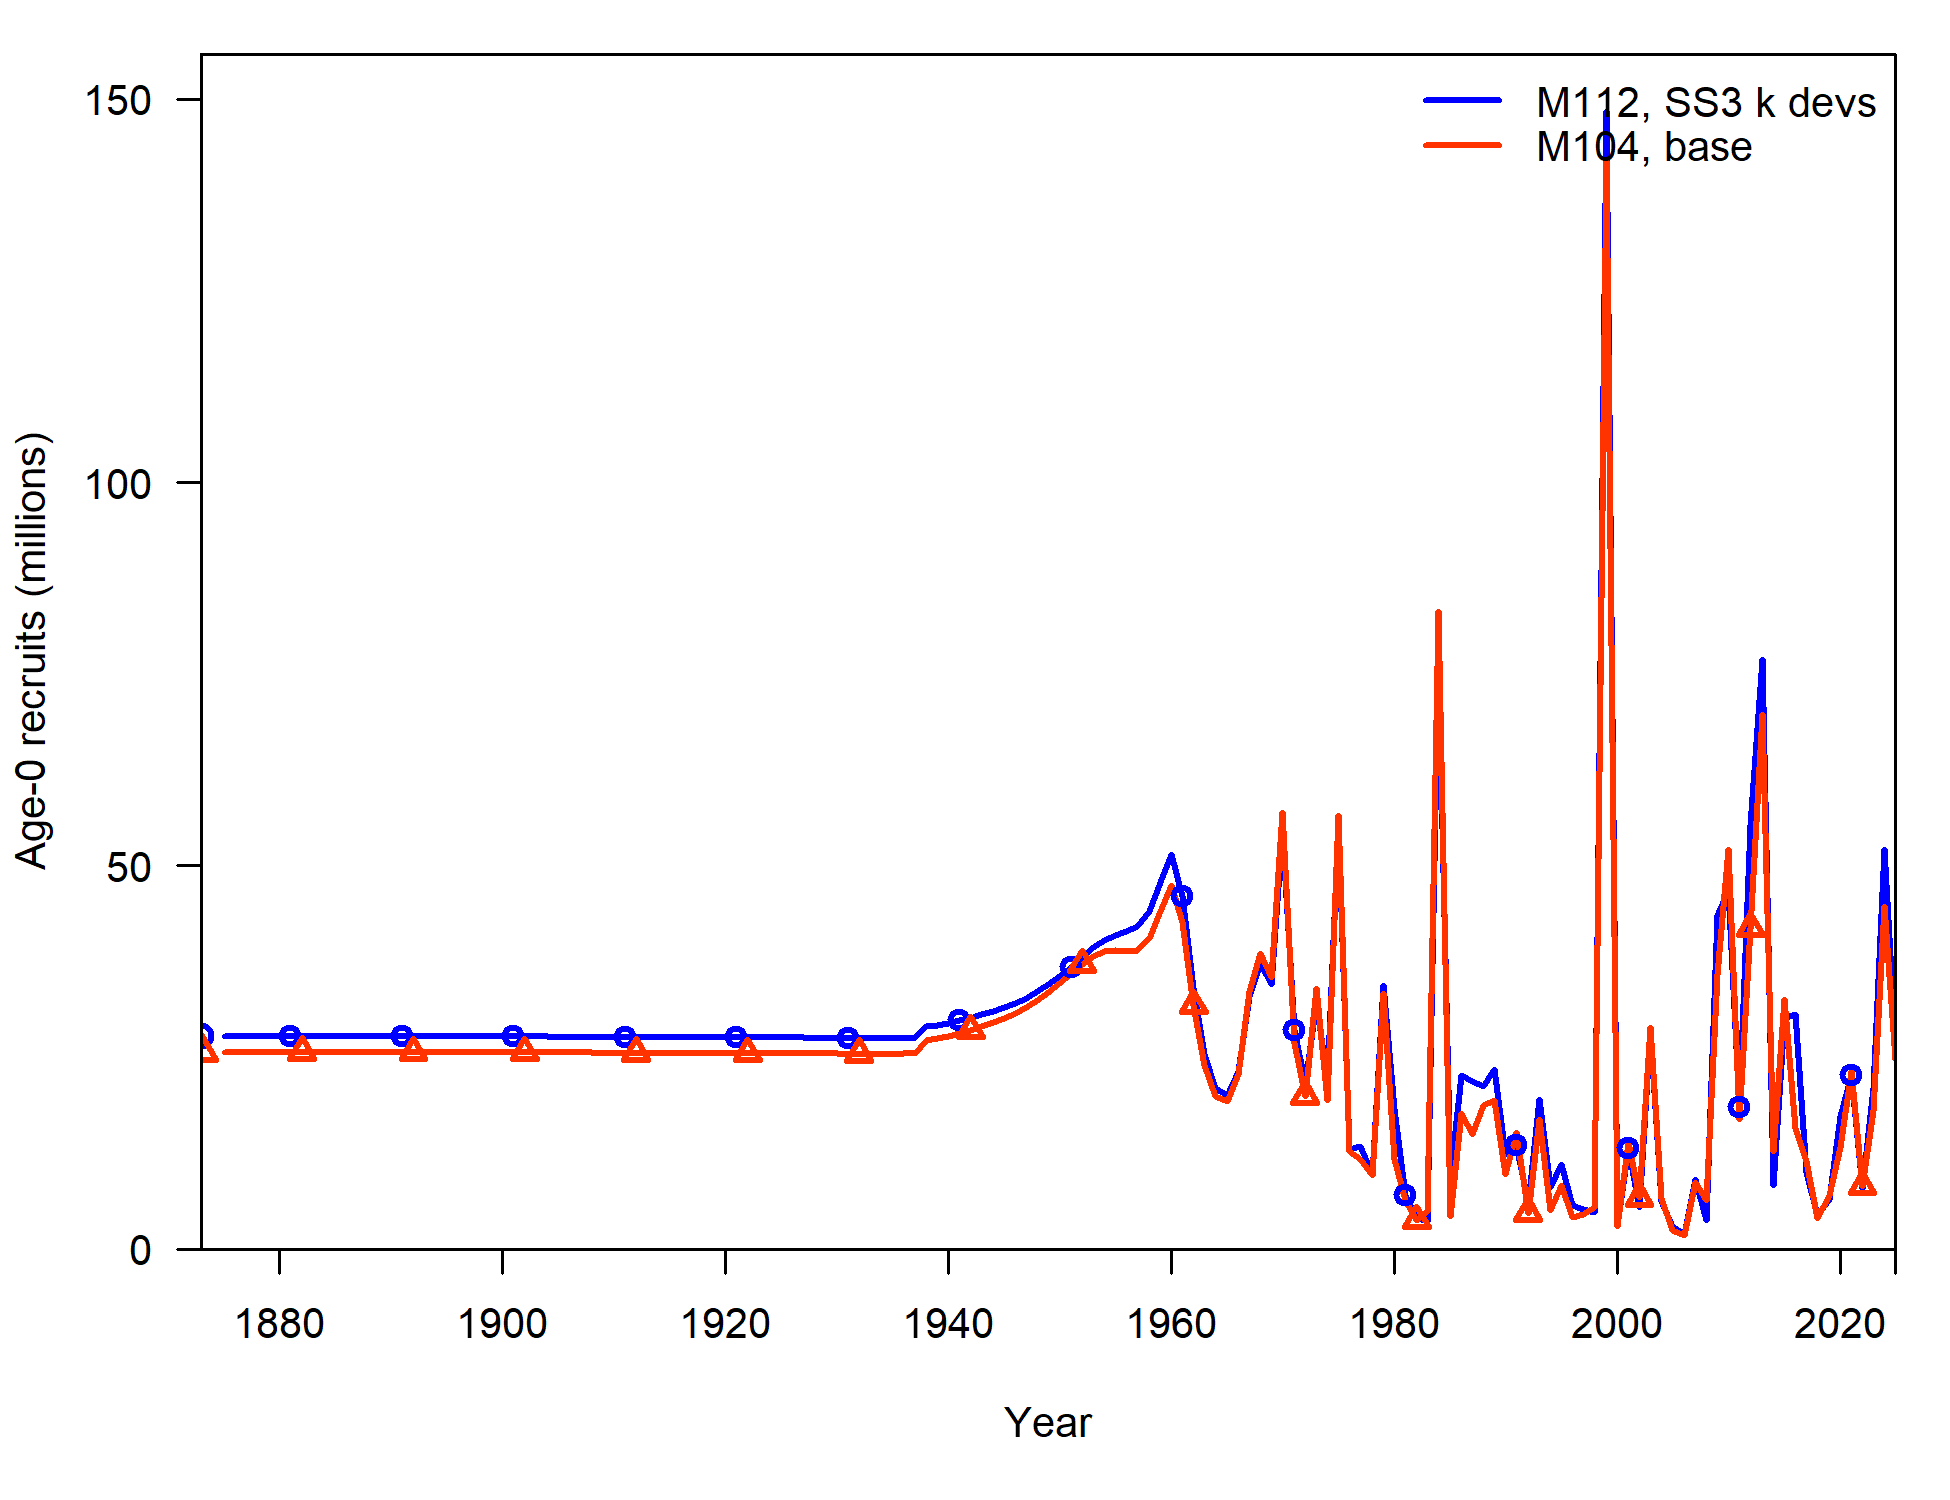 M112, SS3 k devs
M104, base
150
100
50
0
Age-0 recruits (millions)
1880 1900 1920 1940 1960 1980 2000 2020
Year